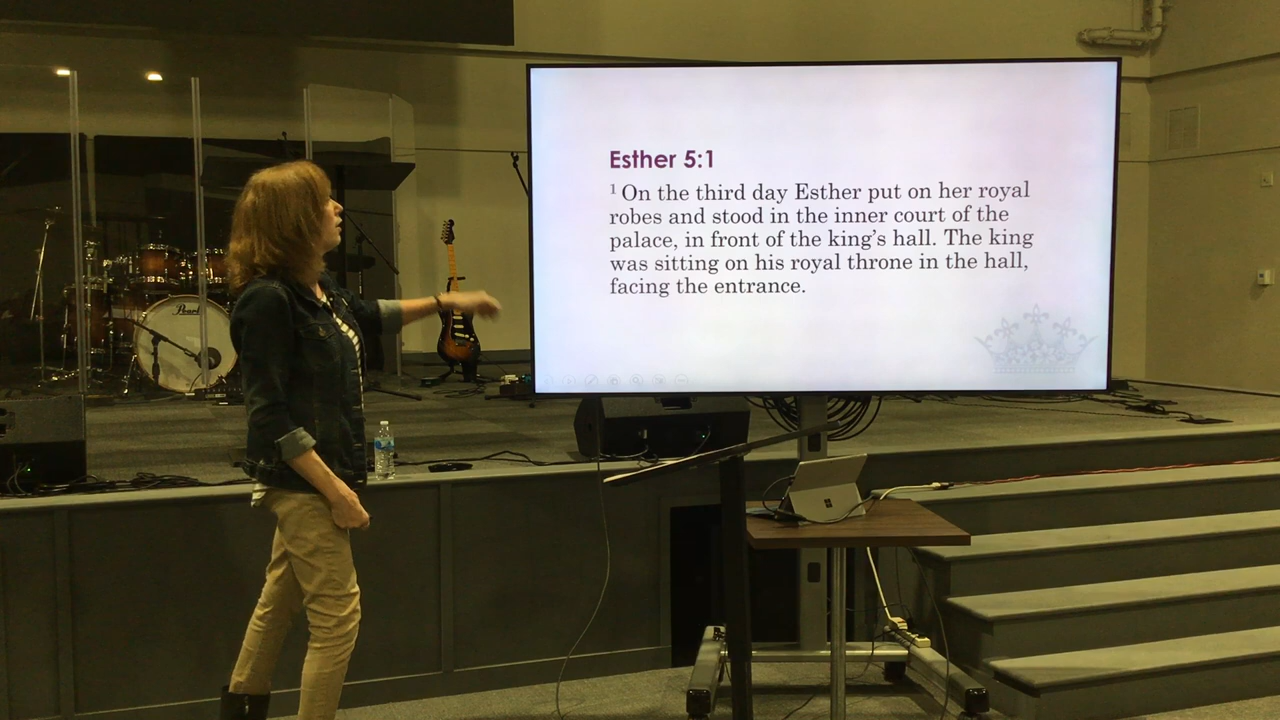 Esther 5:1
1 On the third day Esther put on her royal
robes and stood in the inner court of the
palace, in front of the king's hall. The king
was sitting on his royal throne in the hall,
facing the entrance.
Pearl